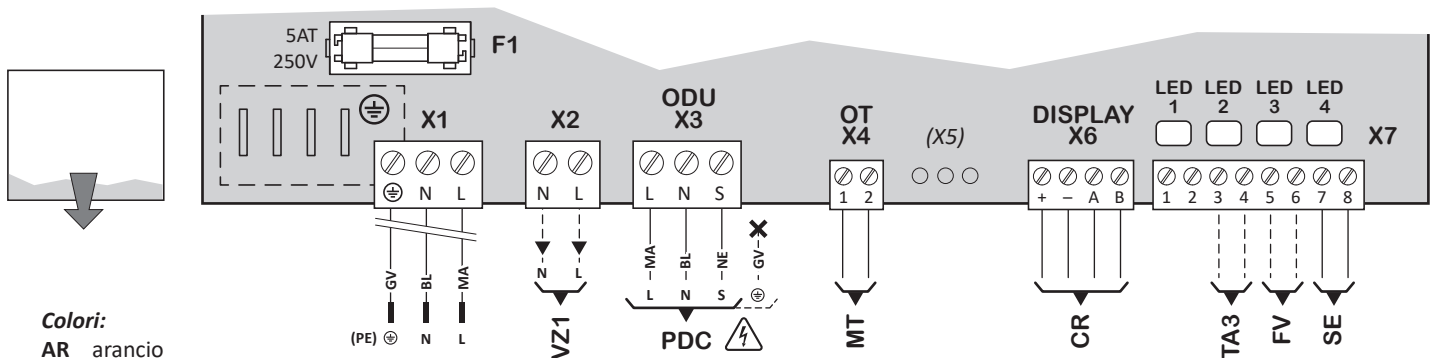 5AT
250V
F1
X1
X2
ODU
X3
OT
X4
(X5)
DISPLAY
X6
LED
1
LED
2
LED
3
LED
4
X7
N L
N L
L N S
1 2
+ – A B
1 2 3 4 5 6 7 8
GV
BL
MA
N
L
MA
BL
NE
GV
(PE) N L
VZ1
L N S
PDC
MT
CR
TA3
FV
SE
Colori:
AR arancio